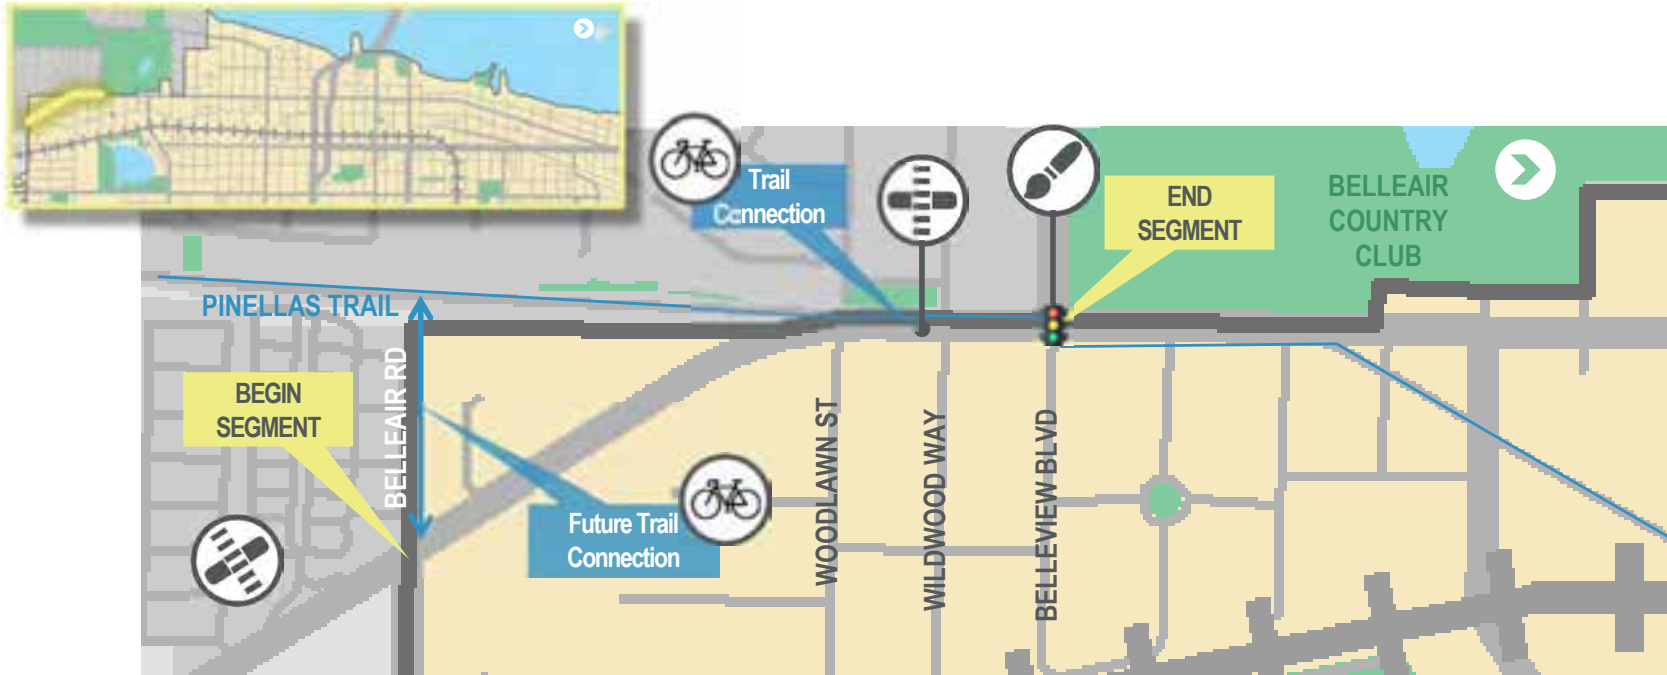 Trail
Connection
END
SEGMENT
BELLEAIR
COUNTRY
CLUB
PINELLAS TRAIL
BELLEAIR RD
BEGIN
SEGMENT
WOODLAWN ST
WILDWOOD WAY
BELLEVIEW BLVD
Future Trail
Connection